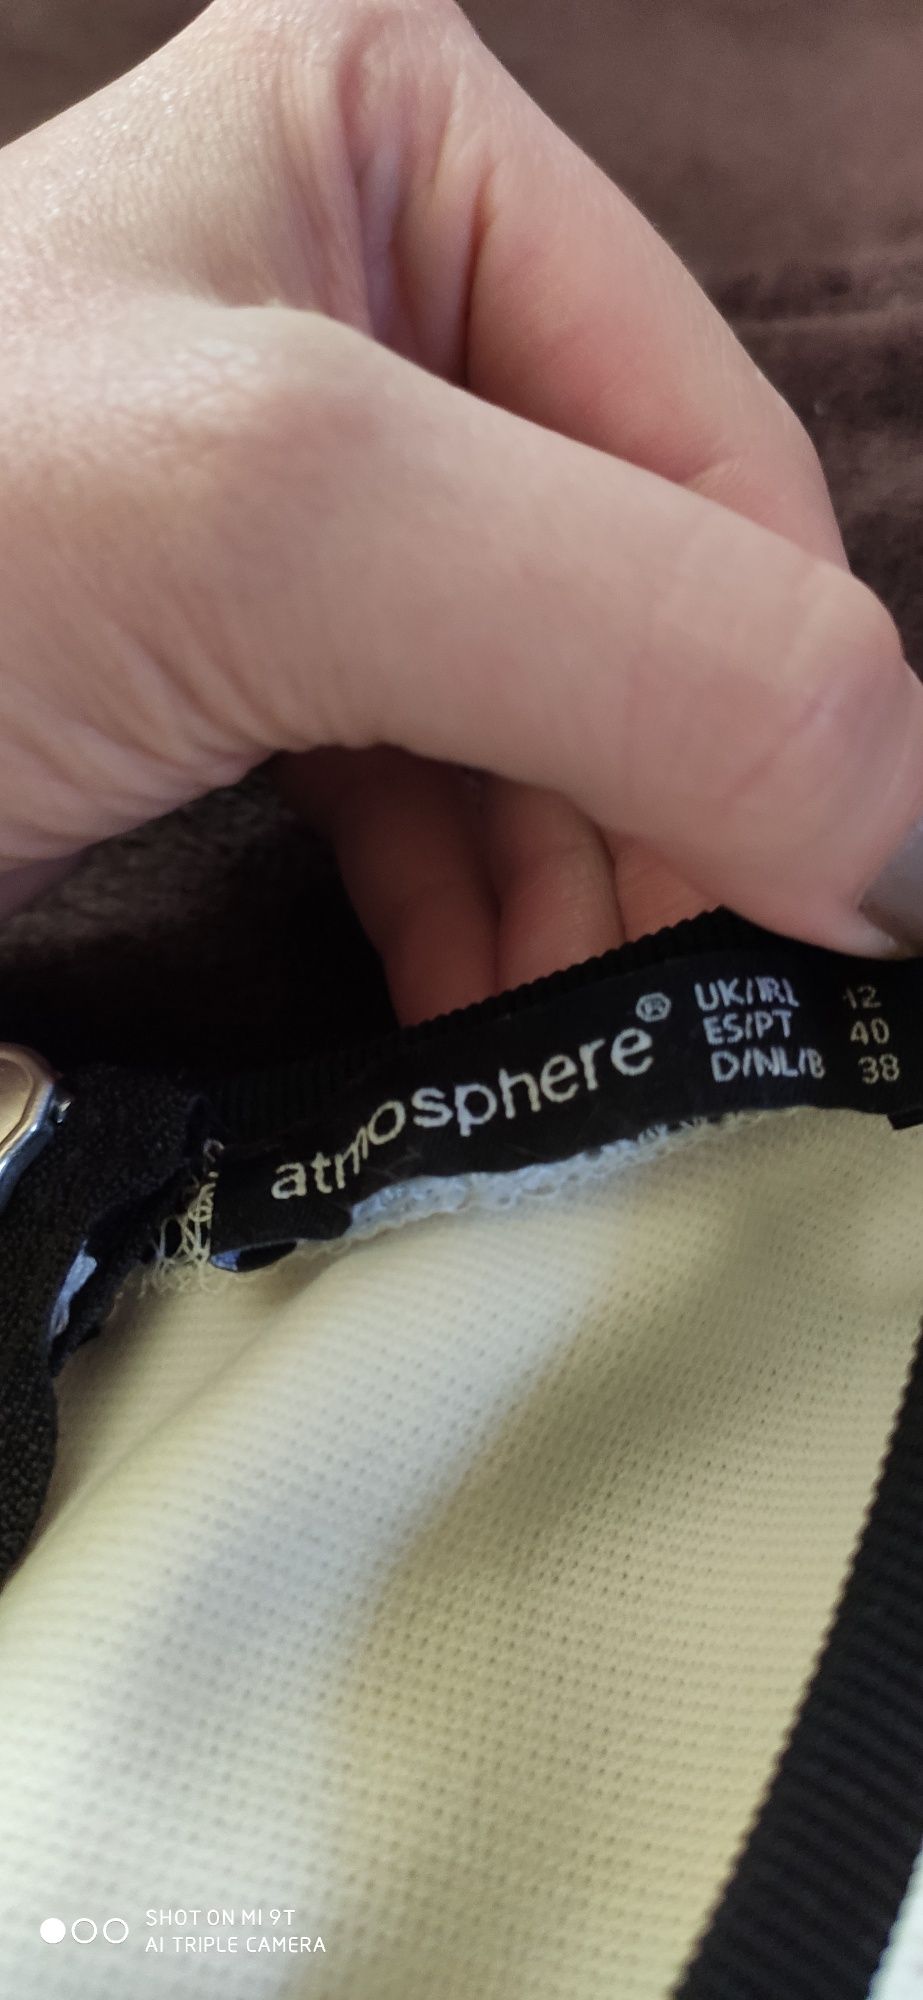 atmosphere®
UK/IRL 12
ES/PT 40
D/NL/B 38
SHOT ON MI 9T
AI TRIPLE CAMERA